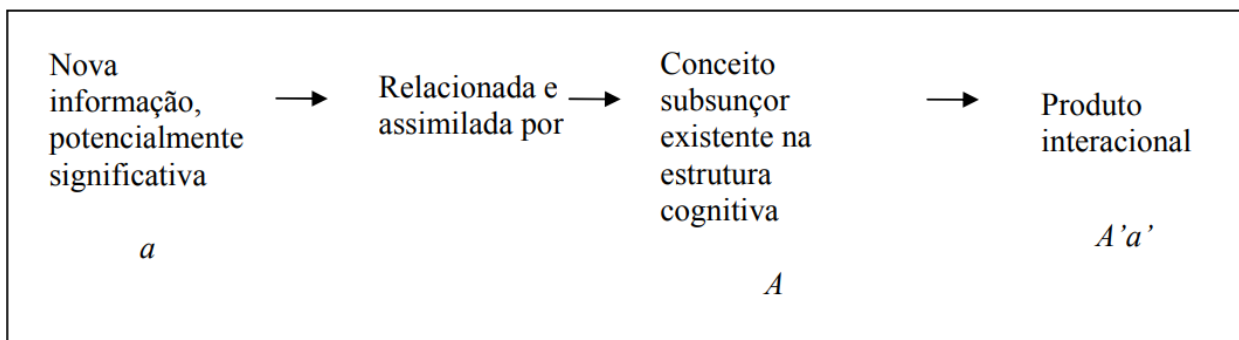 Nova
informação,
potencialmente
significativa
a
Relacionada e
assimilada por
Conceito
subsunçor
existente na
estrutura
cognitiva
A
Produto
interacional
A’a’